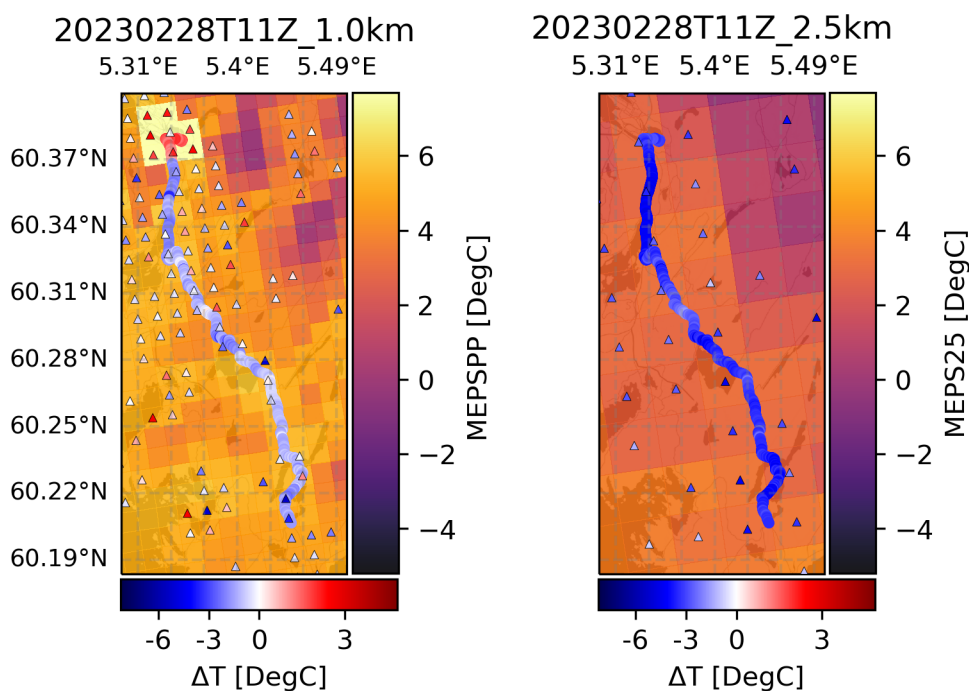 20230228T11Z_1.0km
5.31°E 5.4°E 5.49°E
60.37°N
60.34°N
60.31°N
60.28°N
60.25°N
60.22°N
60.19°N
6
4
2
0
−2
−4
MEPSPP [DegC]
-6 -3 0 3
ΔT [DegC]
20230228T11Z_2.5km
5.31°E 5.4°E 5.49°E
6
4
2
0
−2
−4
MEPS25 [DegC]
-6 -3 0 3
ΔT [DegC]